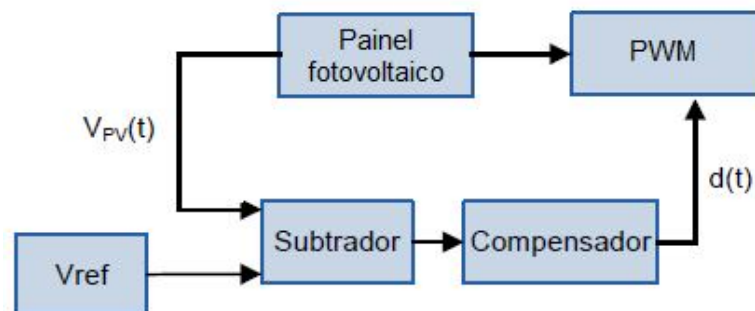 Painel
fotovoltaico
PWM
V_PV(t)
d(t)
Subtrador
Compensador
Vref